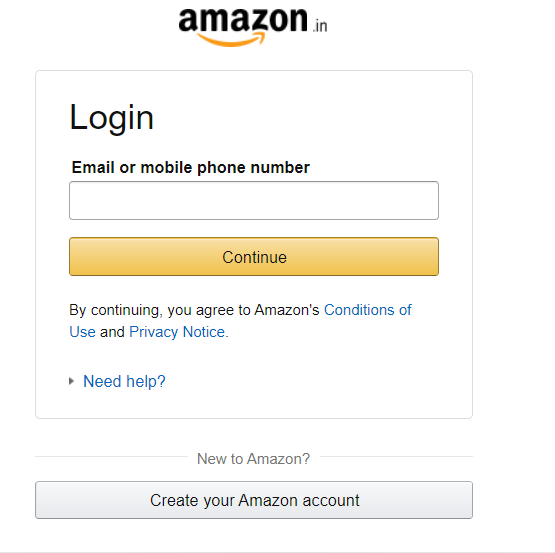 amazon.in
Login
Email or mobile phone number
Continue
By continuing, you agree to Amazon's Conditions of
Use and Privacy Notice.
Need help?
New to Amazon?
Create your Amazon account